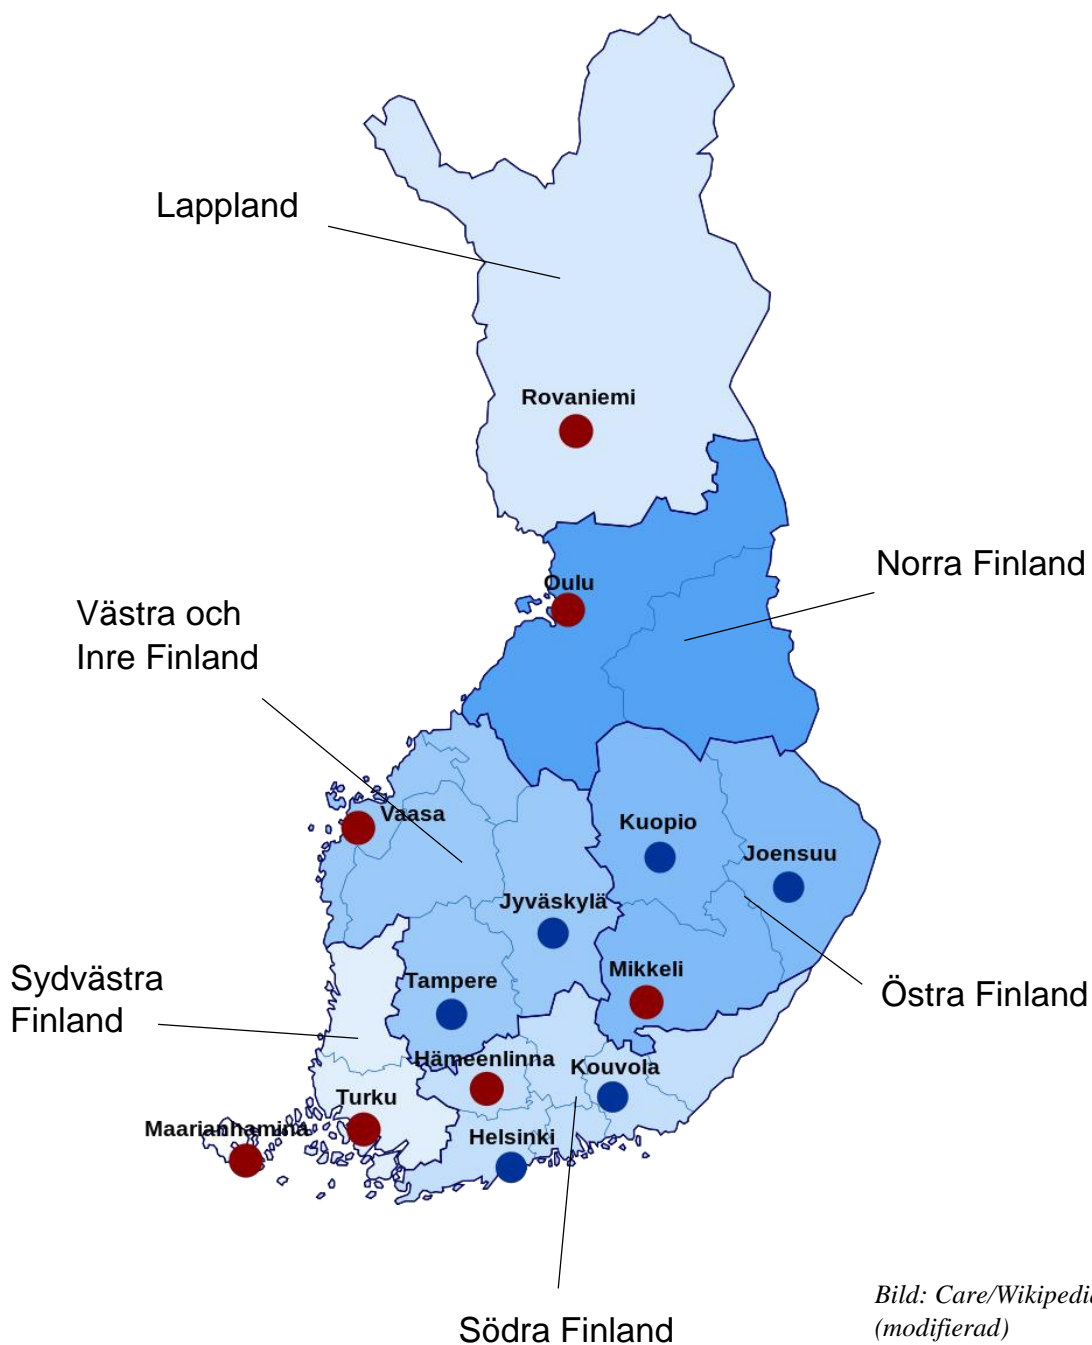 Lappland
Rovaniemi
Norra Finland
Oulu
Västra och
Inre Finland
Vaasa
Kuopio
Joensuu
Jyväskylä
Mikkeli
Tampere
Sydvästra
Finland
Östra Finland
Hämeenlinna
Kouvola
Turku
Maarianhamina
Helsinki
Södra Finland
Bild: Care/Wikipedia
(modifierad)